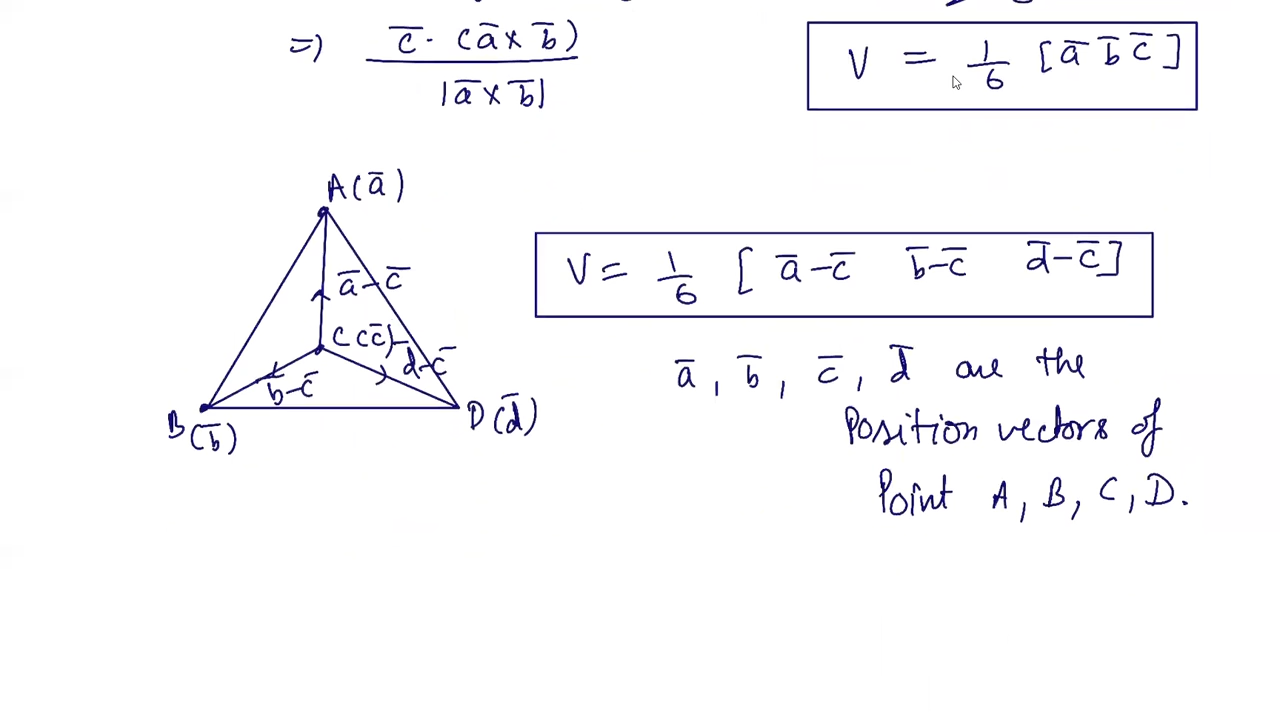 => c̅ · (a̅ × b̅)
|a̅ × b̅|
V = 1/6 [a̅ b̅ c̅]
A(a̅)
a̅-c̅
C(c̅)
d-c̅
b-c̅
B(b̅)
D(d̅)
V = 1/6 [ a̅-c̅ b̅-c̅ d̅-c̅ ]
a̅, b̅, c̅, d̅ are the
Position vectors of
Point A, B, C, D.